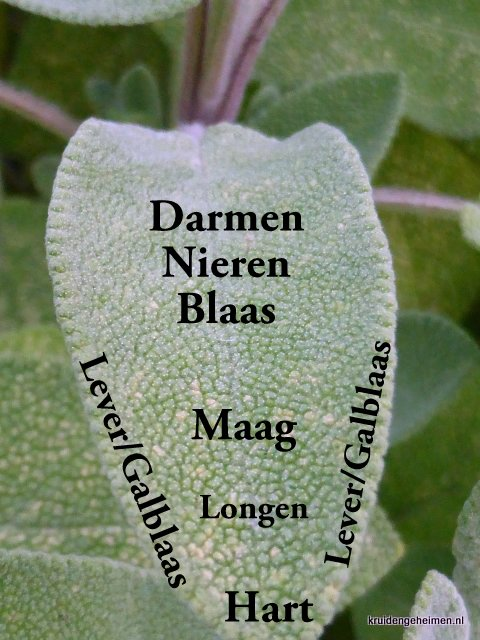 Darmen
Nieren
Blaas
Lever/Galblaas
Lever/Galblaas
Maag
Longen
Hart
kruidengeheimen.nl